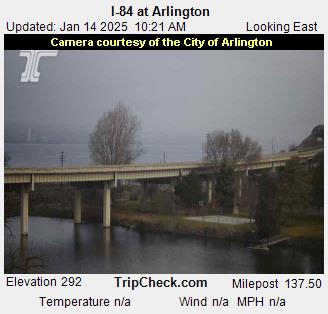 I-84 at Arlington
Updated: Jan 14 2025 10:21 AM Looking East
Camera courtesy of the City of Arlington
Elevation 292 TripCheck.com Milepost 137.50
Temperature n/a Wind n/a MPH n/a